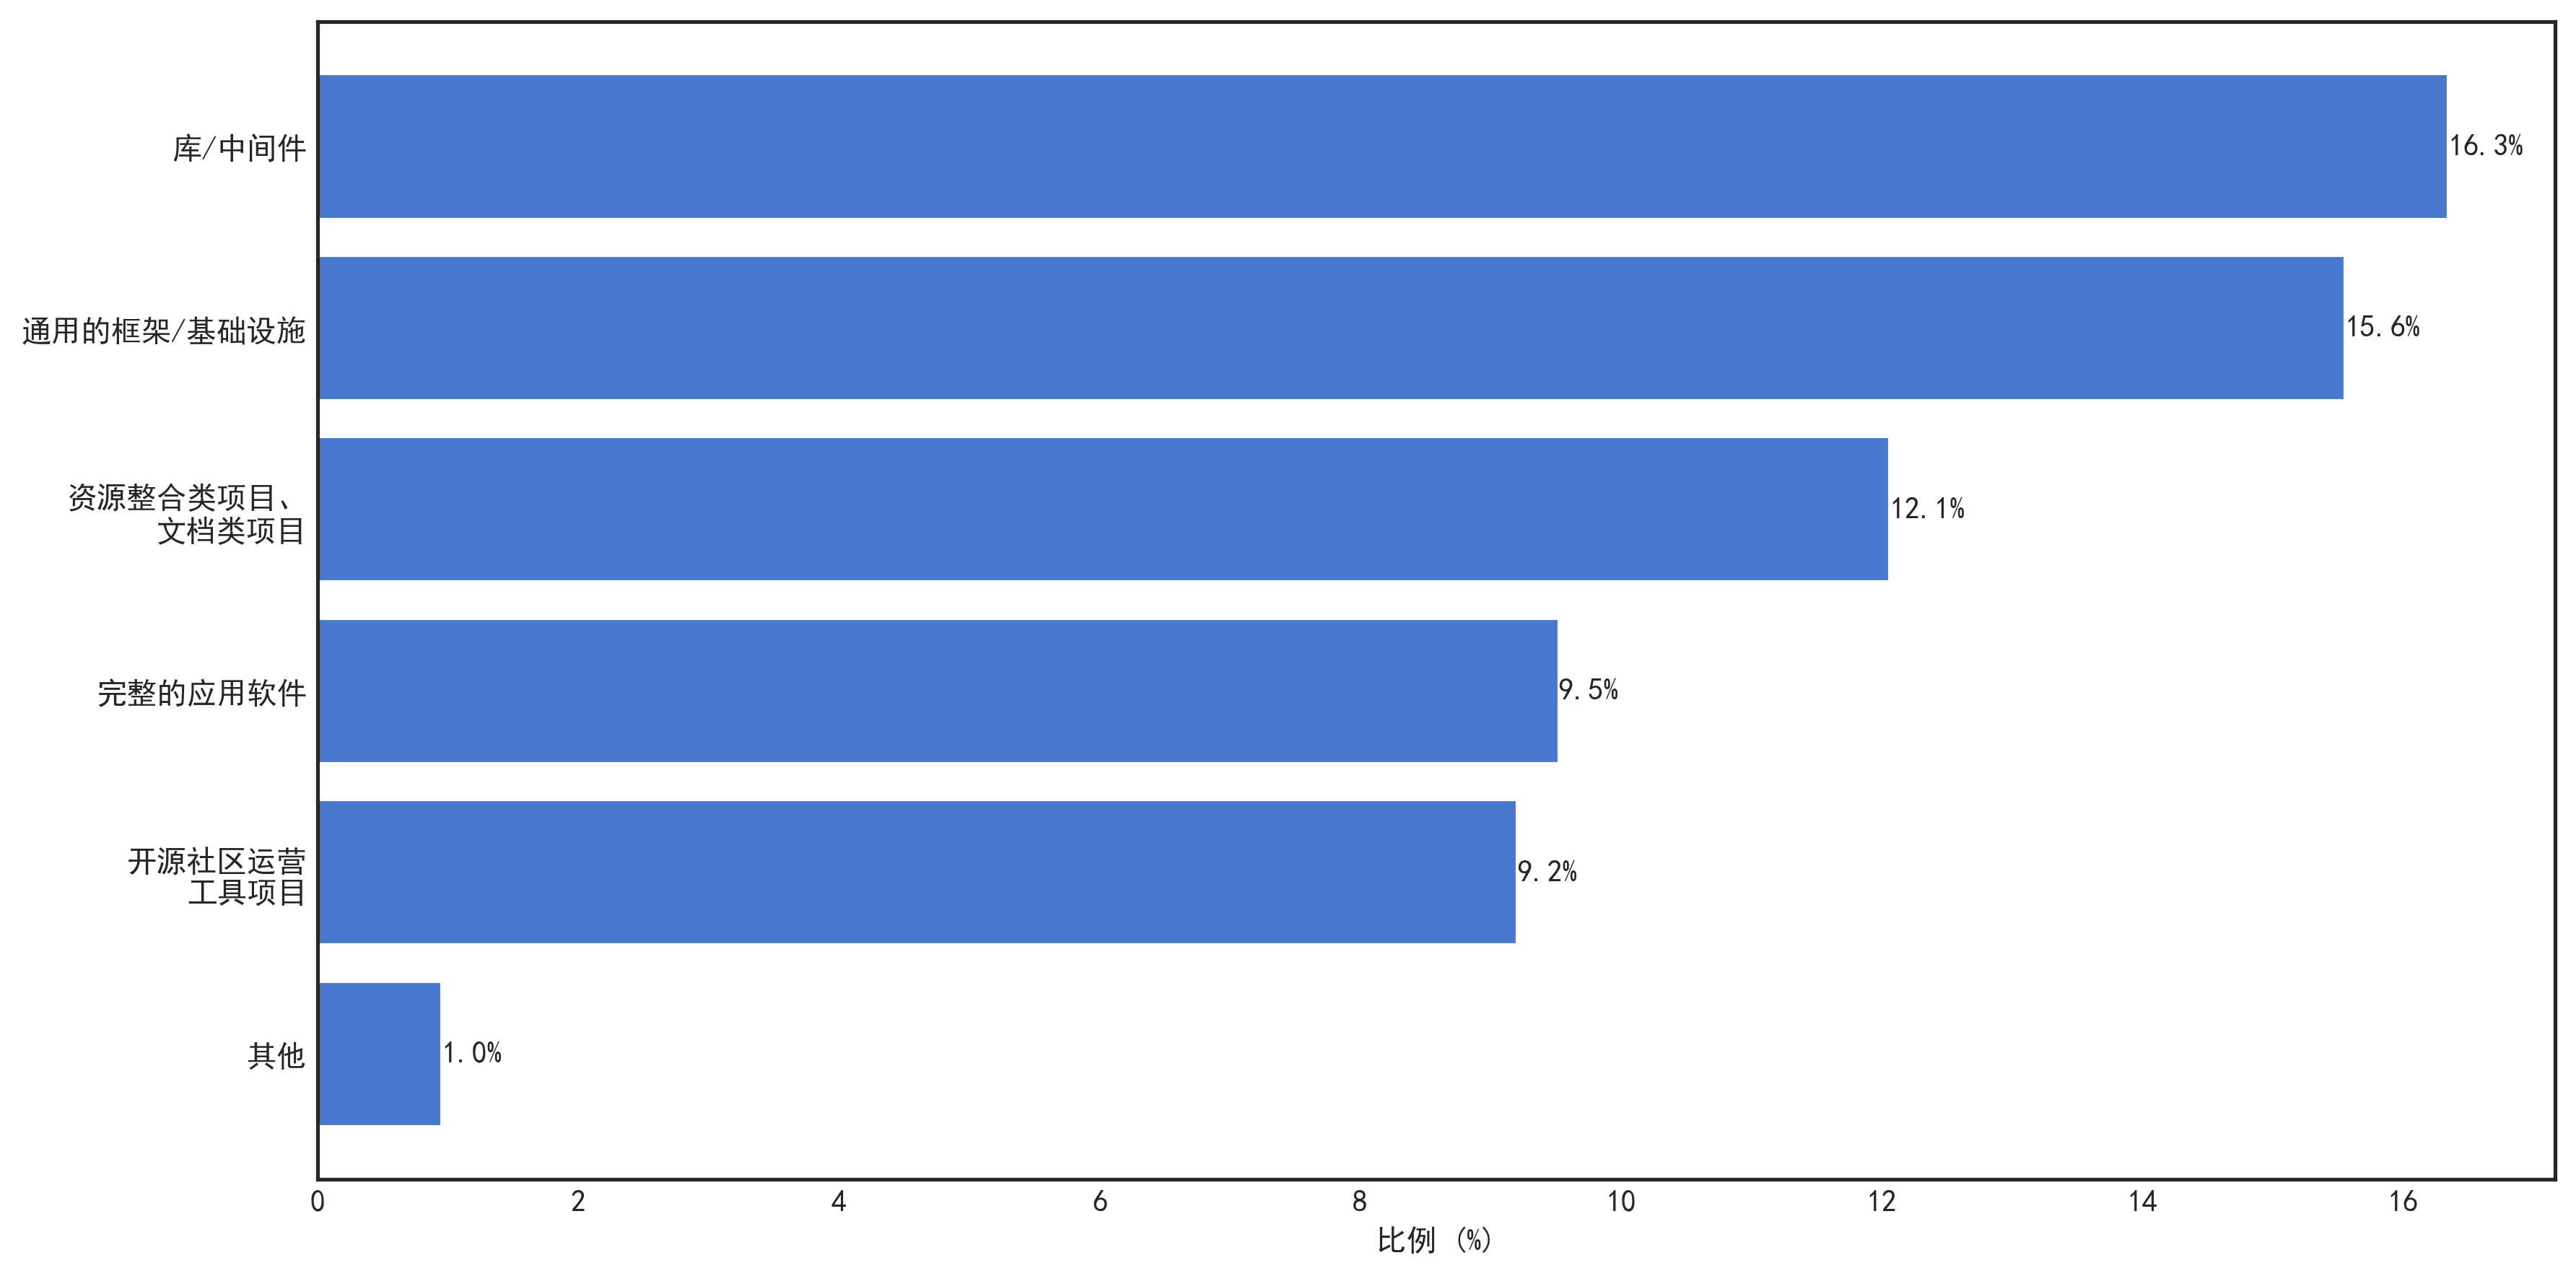 库/中间件
16.3%
通用的框架/基础设施
15.6%
资源整合类项目、
文档类项目
12.1%
完整的应用软件
9.5%
开源社区运营
工具项目
9.2%
其他
1.0%
0 2 4 6 8 10 12 14 16
比例 (%)